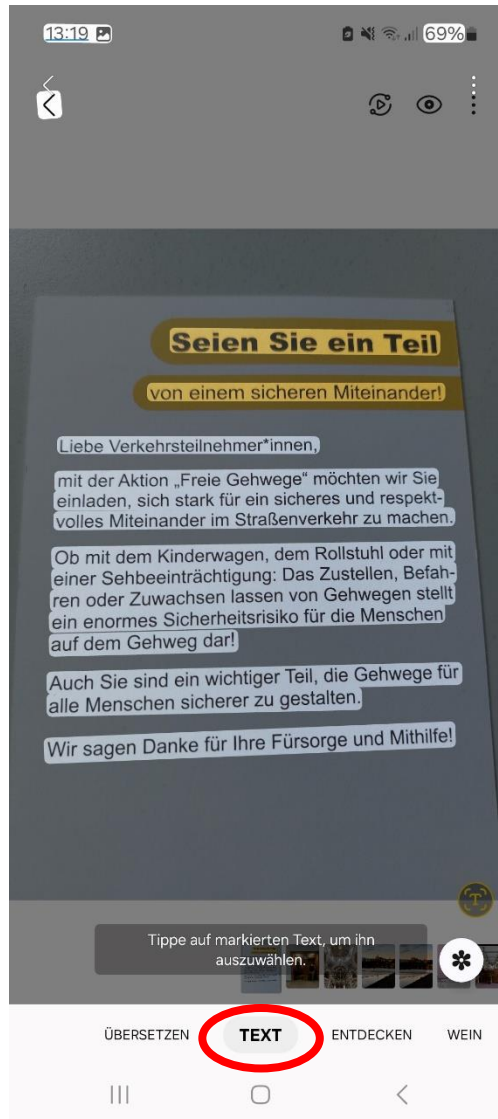 13:19
69%
Seien Sie ein Teil
von einem sicheren Miteinander!
Liebe Verkehrsteilnehmer*innen,
mit der Aktion „Freie Gehwege“ möchten wir Sie
einladen, sich stark für ein sicheres und respekt-
volles Miteinander im Straßenverkehr zu machen.
Ob mit dem Kinderwagen, dem Rollstuhl oder mit
einer Sehbeeinträchtigung: Das Zustellen, Befah-
ren oder Zuwachsen lassen von Gehwegen stellt
ein enormes Sicherheitsrisiko für die Menschen
auf dem Gehweg dar!
Auch Sie sind ein wichtiger Teil, die Gehwege für
alle Menschen sicherer zu gestalten.
Wir sagen Danke für Ihre Fürsorge und Mithilfe!
T
Tippe auf markierten Text, um ihn
auszuwählen.
ÜBERSETZEN TEXT ENTDECKEN WEIN